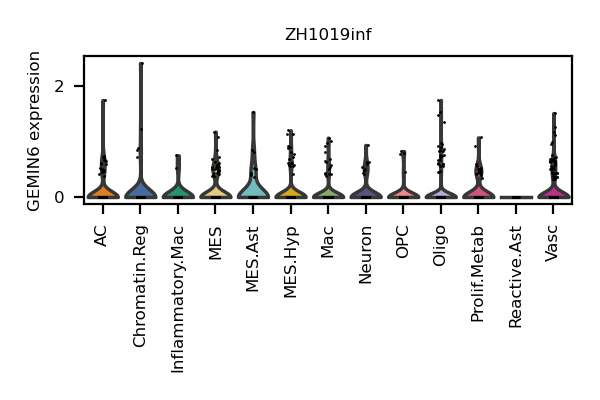 ZH1019inf
GEMIN6 expression
2
0
AC
Chromatin.Reg
Inflammatory.Mac
MES
MES.Ast
MES.Hyp
Mac
Neuron
OPC
Oligo
Prolif.Metab
Reactive.Ast
Vasc